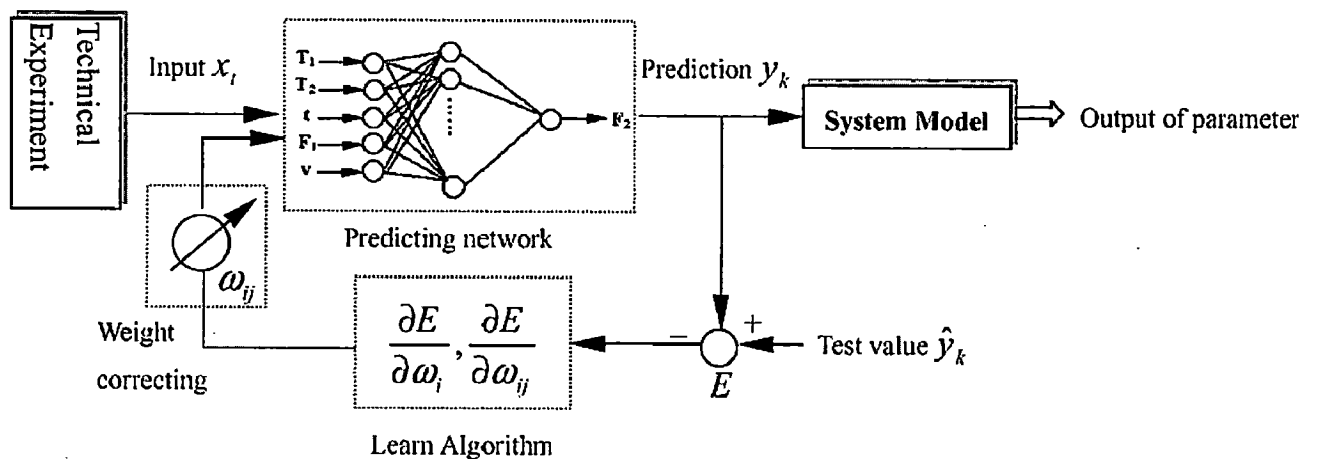 Technical
Experiment
Input x_t
T₁
T₂
t
F₁
v
F₂
Predicting network
Prediction y_k
System Model
Output of parameter
ω_ij
Weight
correcting
∂E/∂ω_i, ∂E/∂ω_ij
Learn Algorithm
− +
E
Test value ŷ_k